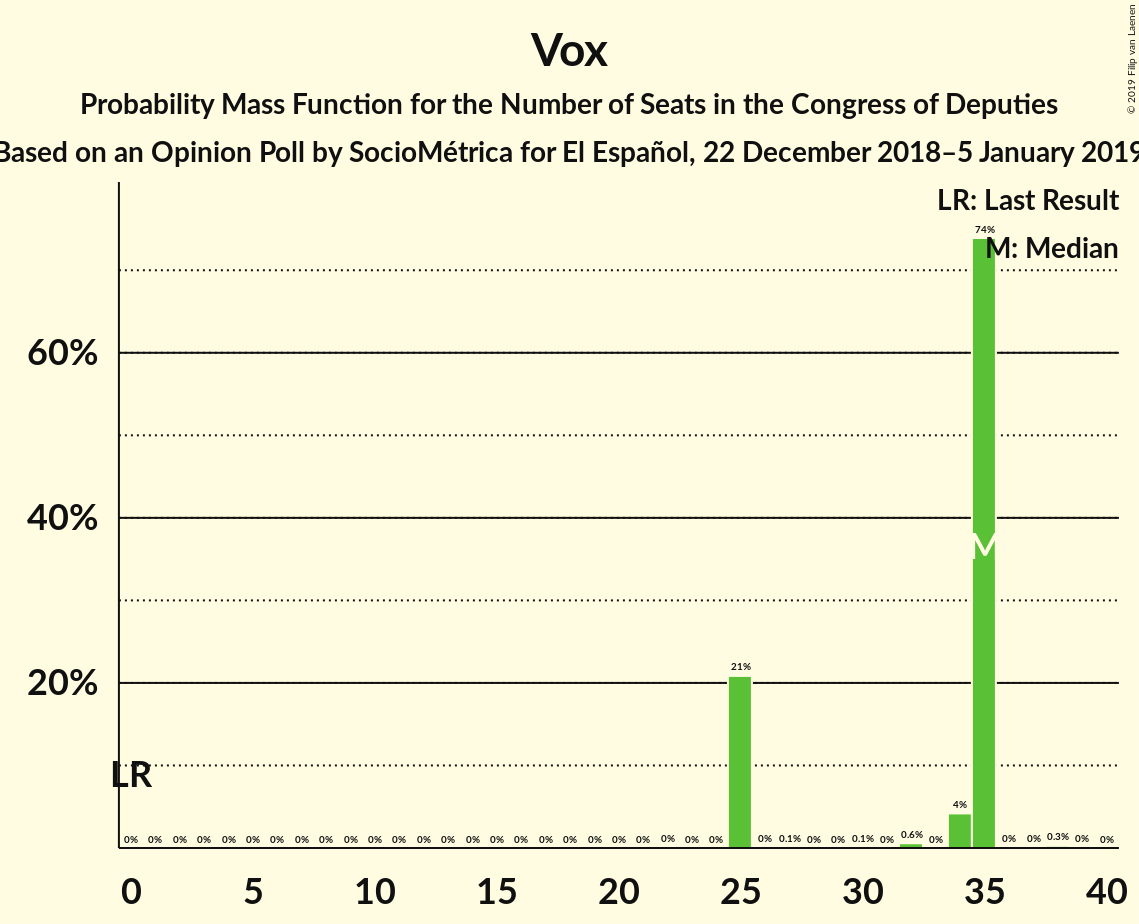 Vox
Probability Mass Function for the Number of Seats in the Congress of Deputies
Based on an Opinion Poll by SocioMétrica for El Español, 22 December 2018–5 January 2019
© 2019 Filip van Laenen
LR: Last Result
M: Median
74%
60%
40%
M
21%
20%
LR
4%
0% 0% 0% 0% 0% 0% 0% 0% 0% 0% 0% 0% 0% 0% 0% 0% 0% 0% 0% 0% 0% 0% 0% 0% 0% 0% 0.1% 0% 0% 0.1% 0% 0.6% 0% 0% 0% 0.3% 0% 0%
0 5 10 15 20 25 30 35 40